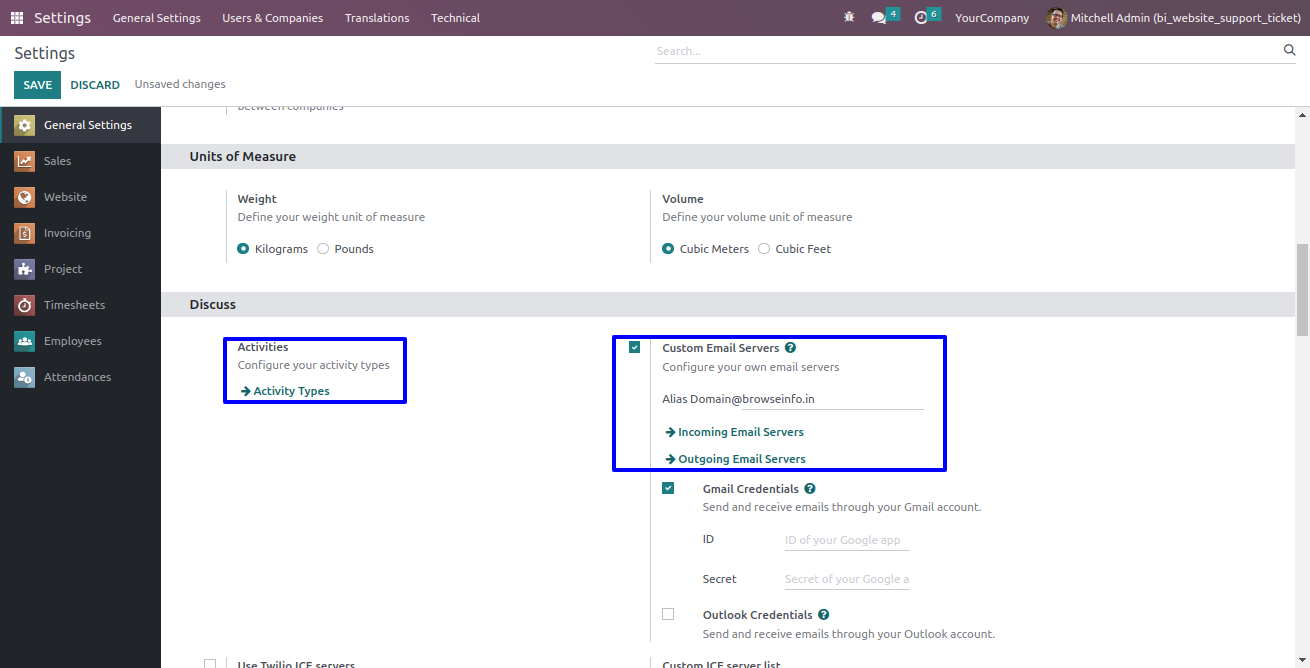 Settings General Settings Users & Companies Translations Technical 4 6 YourCompany Mitchell Admin (bi_website_support_ticket)
Settings Search...
SAVE DISCARD Unsaved changes
between companies
General Settings
Sales
Website
Invoicing
Project
Timesheets
Employees
Attendances
Units of Measure
Weight
Define your weight unit of measure
Kilograms Pounds
Volume
Define your volume unit of measure
Cubic Meters Cubic Feet
Discuss
Activities
Configure your activity types
Activity Types
Custom Email Servers ?
Configure your own email servers
Alias Domain@browseinfo.in
Incoming Email Servers
Outgoing Email Servers
Gmail Credentials ?
Send and receive emails through your Gmail account.
ID ID of your Google app
Secret Secret of your Google a
Outlook Credentials ?
Send and receive emails through your Outlook account.
Use Twilio ICE servers
Custom ICE server list